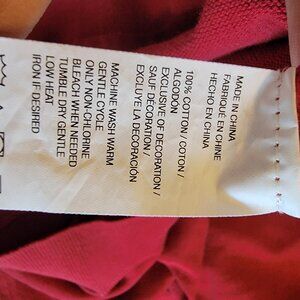 MADE IN CHINA
FABRIQUÉ EN CHINE
HECHO EN CHINA
100% COTTON / COTON /
ALGODÓN
EXCLUSIVE OF DECORATION /
SAUF DÉCORATION /
EXCLUYE LA DECORACIÓN
MACHINE WASH WARM
GENTLE CYCLE
ONLY NON-CHLORINE
BLEACH WHEN NEEDED
TUMBLE DRY GENTLE
LOW HEAT
IRON IF DESIRED